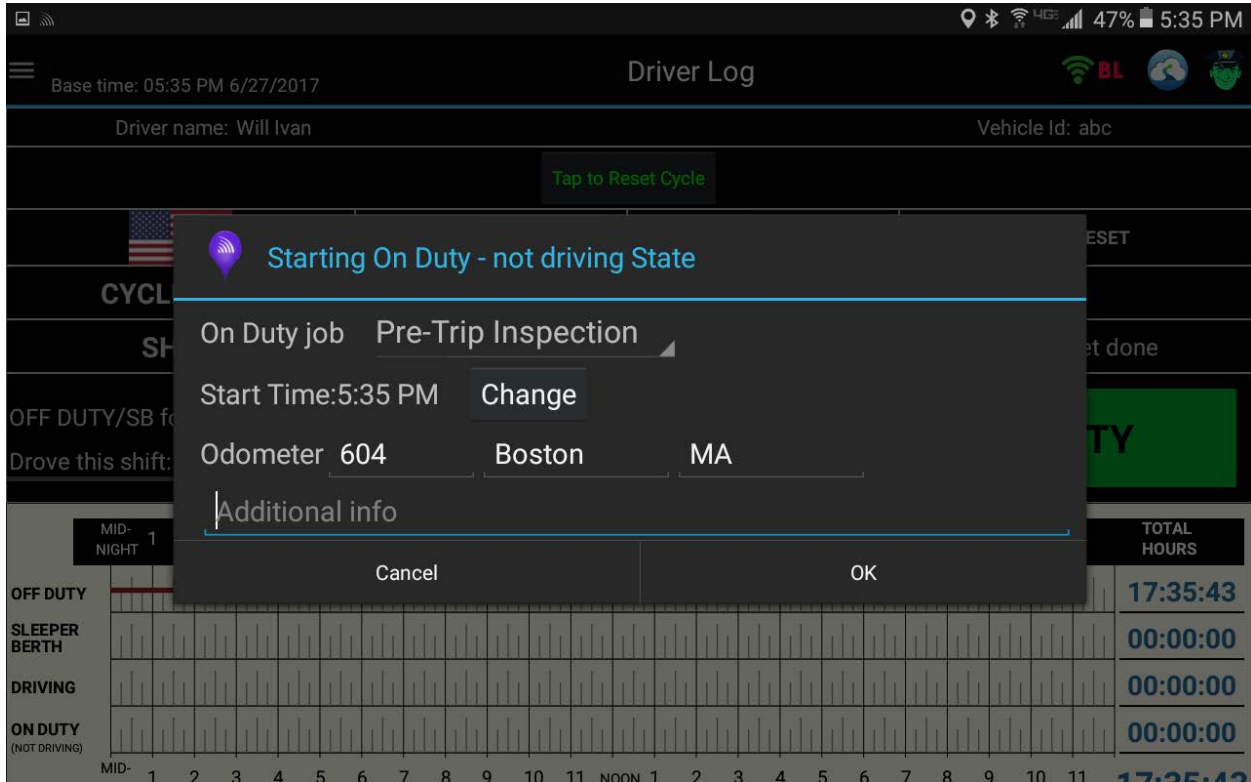 4GE 47% 5:35 PM
Base time: 05:35 PM 6/27/2017 Driver Log BL
Driver name: Will Ivan Vehicle Id: abc
Tap to Reset Cycle
ESET
Starting On Duty - not driving State
CYCL
On Duty job Pre-Trip Inspection
SH et done
Start Time:5:35 PM Change
OFF DUTY/SB fo TY
Odometer 604 Boston MA
Drove this shift:
Additional info
MID-NIGHT 1 TOTAL HOURS
Cancel OK
OFF DUTY 17:35:43
SLEEPER BERTH 00:00:00
DRIVING 00:00:00
ON DUTY (NOT DRIVING) 00:00:00
MID- 1 2 3 4 5 6 7 8 9 10 11 NOON 1 2 3 4 5 6 7 8 9 10 11 17:35:43